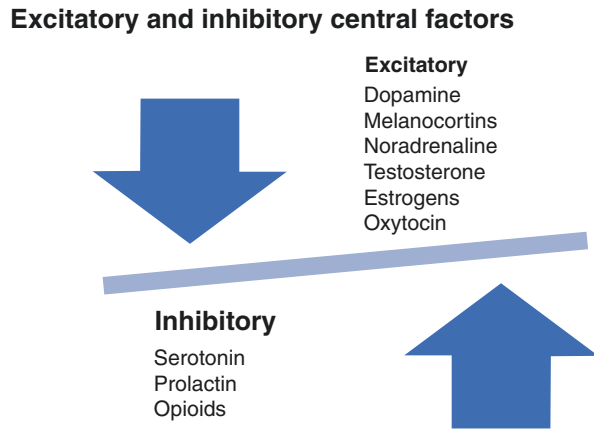 Excitatory and inhibitory central factors
Excitatory
Dopamine
Melanocortins
Noradrenaline
Testosterone
Estrogens
Oxytocin
Inhibitory
Serotonin
Prolactin
Opioids